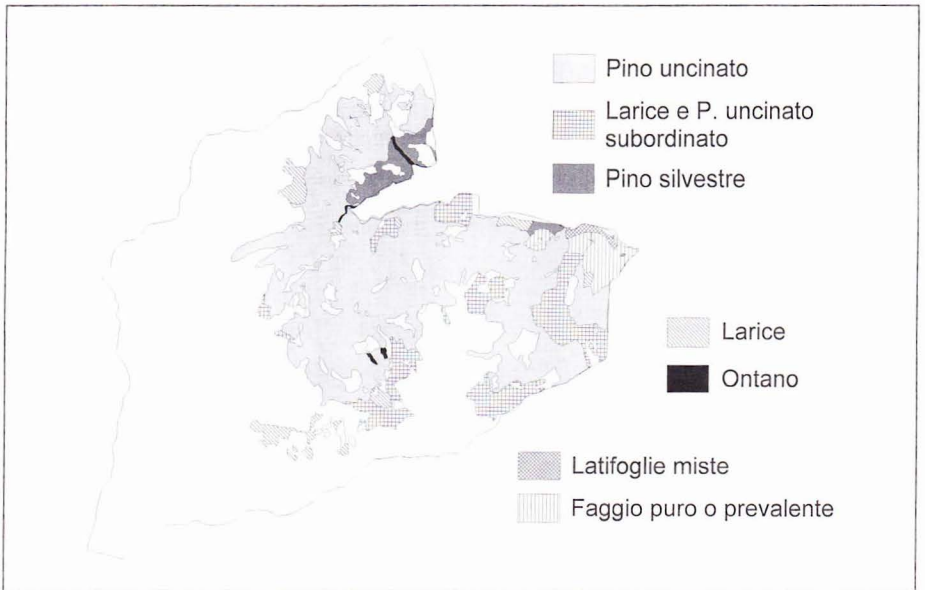 Pino uncinato
Larice e P. uncinato
subordinato
Pino silvestre
Larice
Ontano
Latifoglie miste
Faggio puro o prevalente